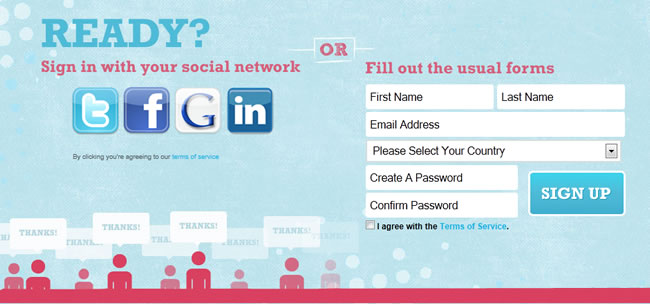 READY?
Sign in with your social network
t f G in
By clicking you're agreeing to our terms of service
OR
Fill out the usual forms
First Name Last Name
Email Address
Please Select Your Country
Create A Password
Confirm Password
SIGN UP
I agree with the Terms of Service.
THANKS!
THANKS!
THANKS!
THANKS!
THANKS!
THANKS!